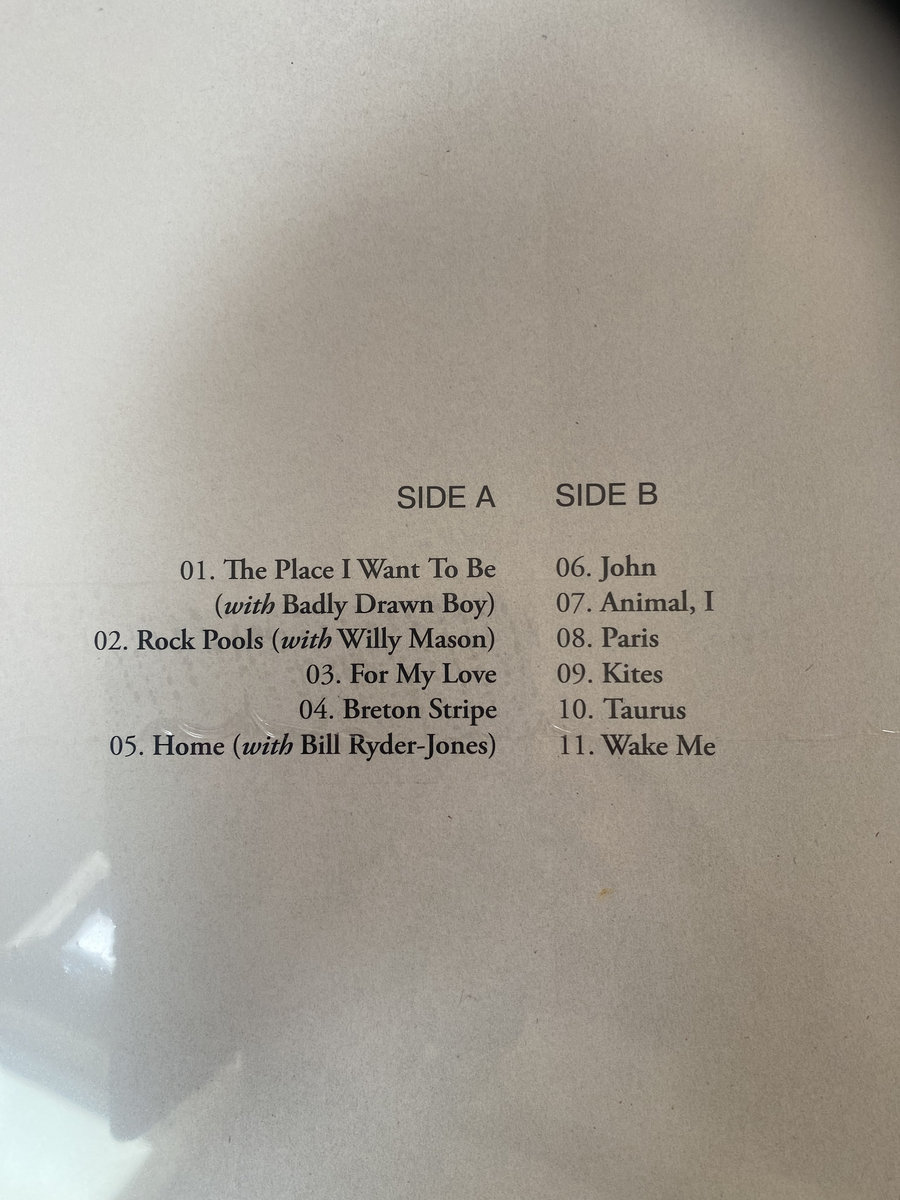 SIDE A
01. The Place I Want To Be
(with Badly Drawn Boy)
02. Rock Pools (with Willy Mason)
03. For My Love
04. Breton Stripe
05. Home (with Bill Ryder-Jones)
SIDE B
06. John
07. Animal, I
08. Paris
09. Kites
10. Taurus
11. Wake Me